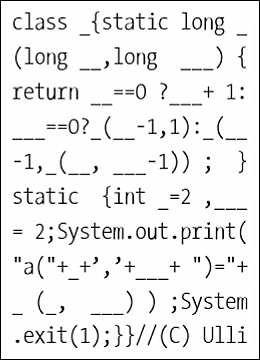 class _{static long _
(long __,long  ___) {
return __==0 ?___+ 1:
___==0?_(__-1,1):_(__
-1,_(__, ___-1)) ;  }
static  {int _=2 ,___
= 2;System.out.print(
"a("+_+','+___+ ")="+
_ (_,  ___) ) ;System
.exit(1);}}//(C) Ulli